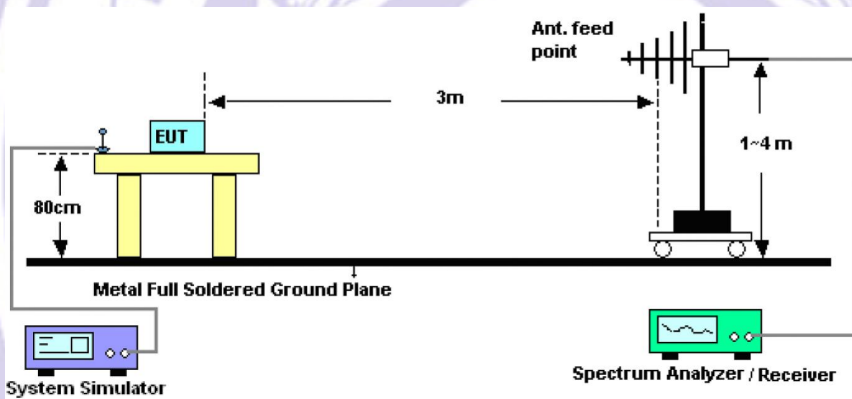 Ant. feed
point
3m
EUT
1~4 m
80cm
Metal Full Soldered Ground Plane
System Simulator
Spectrum Analyzer / Receiver